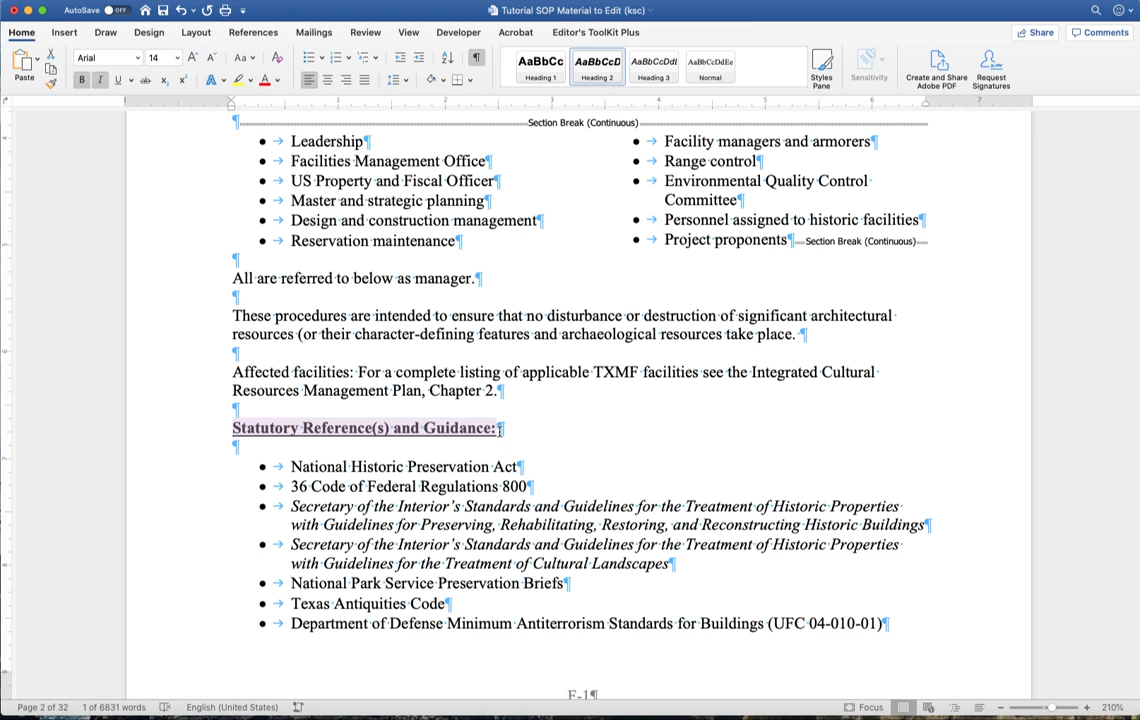 AutoSave OFF
Tutorial SOP Material to Edit (ksc)
Home Insert Draw Design Layout References Mailings Review View Developer Acrobat Editor's ToolKit Plus
Share Comments
Arial 14
Paste
AaBbCc AaBbCcD AaBbCcDdI AaBbCcDdEe
Heading 1 Heading 2 Heading 3 Normal
Styles Pane
Sensitivity
Create and Share Adobe PDF
Request Signatures
1 2 3 4 5 6 7
¶ Section Break (Continuous)
• → Leadership¶
• → Facilities Management Office¶
• → US Property and Fiscal Officer¶
• → Master and strategic planning¶
• → Design and construction management¶
• → Reservation maintenance¶
• → Facility managers and armorers¶
• → Range control¶
• → Environmental Quality Control
Committee¶
• → Personnel assigned to historic facilities¶
• → Project proponents¶ Section Break (Continuous)
¶
All are referred to below as manager.¶
¶
These procedures are intended to ensure that no disturbance or destruction of significant architectural
resources (or their character-defining features and archaeological resources take place. ¶
¶
Affected facilities: For a complete listing of applicable TXMF facilities see the Integrated Cultural
Resources Management Plan, Chapter 2.¶
¶
Statutory Reference(s) and Guidance:¶
¶
• → National Historic Preservation Act¶
• → 36 Code of Federal Regulations 800¶
• → Secretary of the Interior's Standards and Guidelines for the Treatment of Historic Properties
with Guidelines for Preserving, Rehabilitating, Restoring, and Reconstructing Historic Buildings¶
• → Secretary of the Interior's Standards and Guidelines for the Treatment of Historic Properties
with Guidelines for the Treatment of Cultural Landscapes¶
• → National Park Service Preservation Briefs¶
• → Texas Antiquities Code¶
• → Department of Defense Minimum Antiterrorism Standards for Buildings (UFC 04-010-01)¶
Page 2 of 32 1 of 6831 words English (United States) Focus 210%